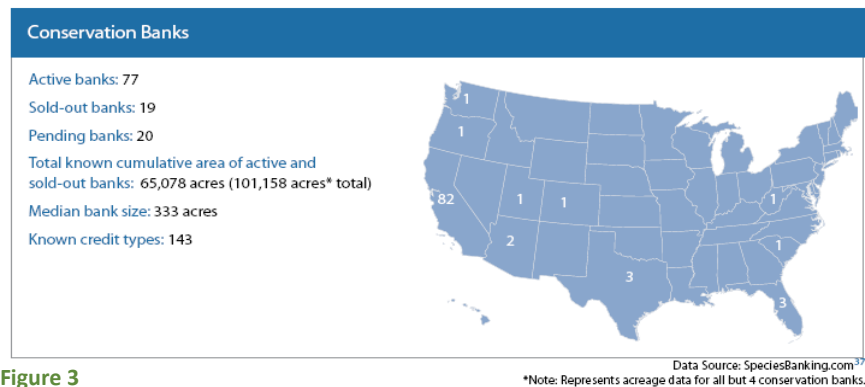 Conservation Banks
Active banks: 77
Sold-out banks: 19
Pending banks: 20
Total known cumulative area of active and
sold-out banks: 65,078 acres (101,158 acres* total)
Median bank size: 333 acres
Known credit types: 143
1
1
82
1
1
1
2
1
3
3
Data Source: SpeciesBanking.com37
Figure 3
*Note: Represents acreage data for all but 4 conservation banks.